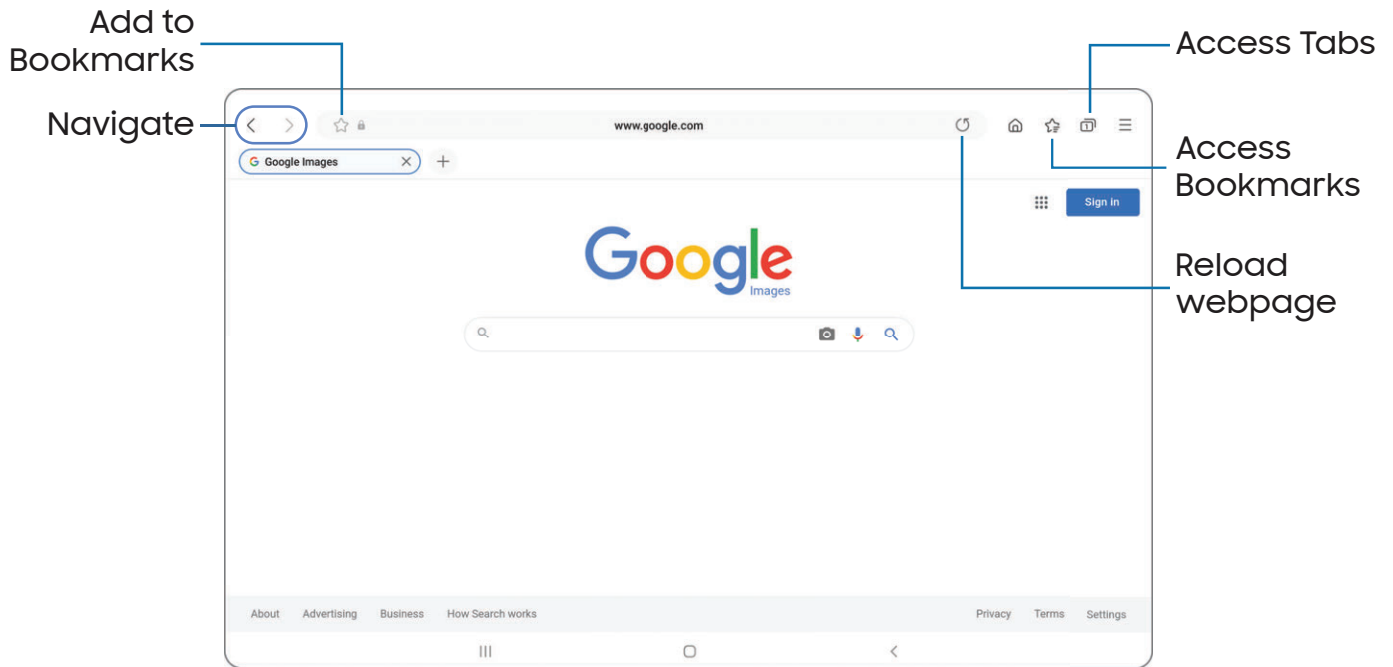 Add to
Bookmarks
Access Tabs
Navigate
www.google.com
1
G Google Images
Access
Bookmarks
Sign in
Google
Images
Reload
webpage
About Advertising Business How Search works Privacy Terms Settings